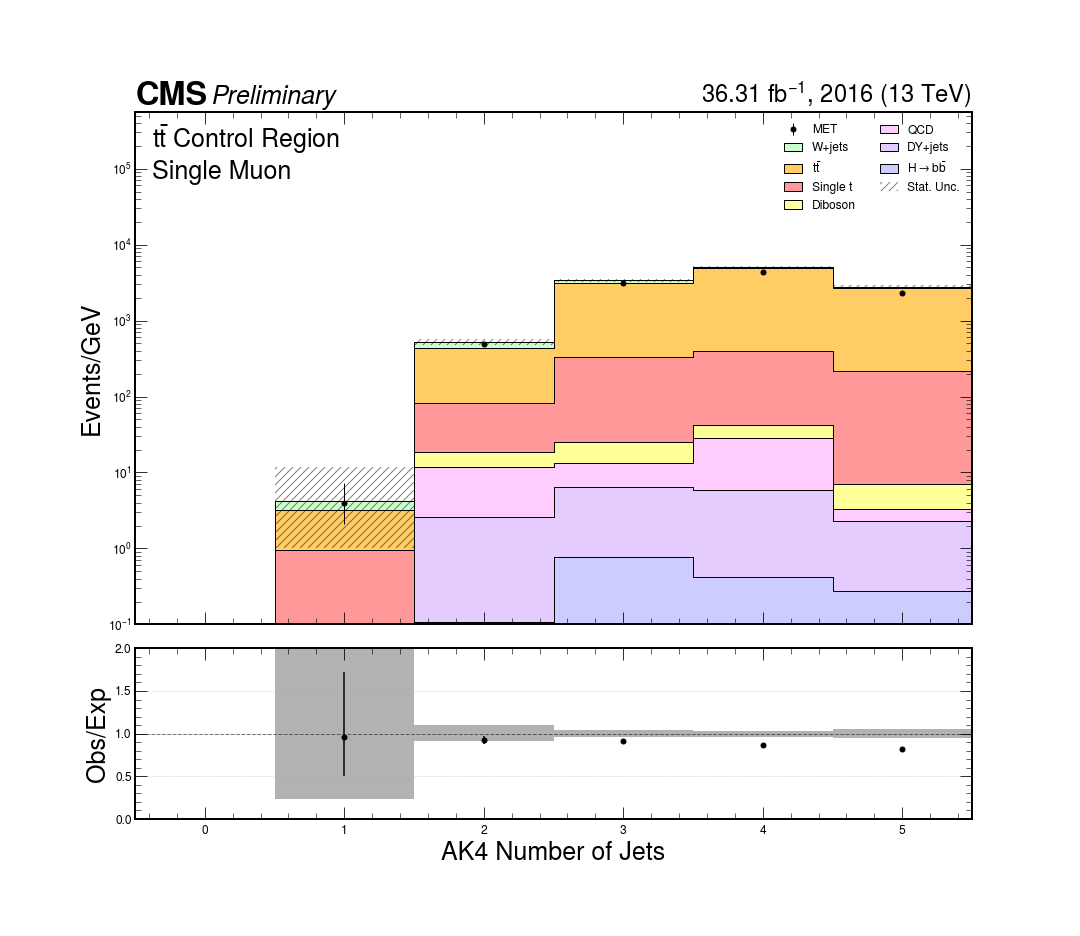 CMS Preliminary
36.31 fb⁻¹, 2016 (13 TeV)
tt̄ Control Region
Single Muon
MET
W+jets
tt̄
Single t
Diboson
QCD
DY+jets
H→bb̄
Stat. Unc.
Events/GeV
10⁵
10⁴
10³
10²
10¹
10⁰
10⁻¹
Obs/Exp
2.0
1.5
1.0
0.5
0.0
0 1 2 3 4 5
AK4 Number of Jets